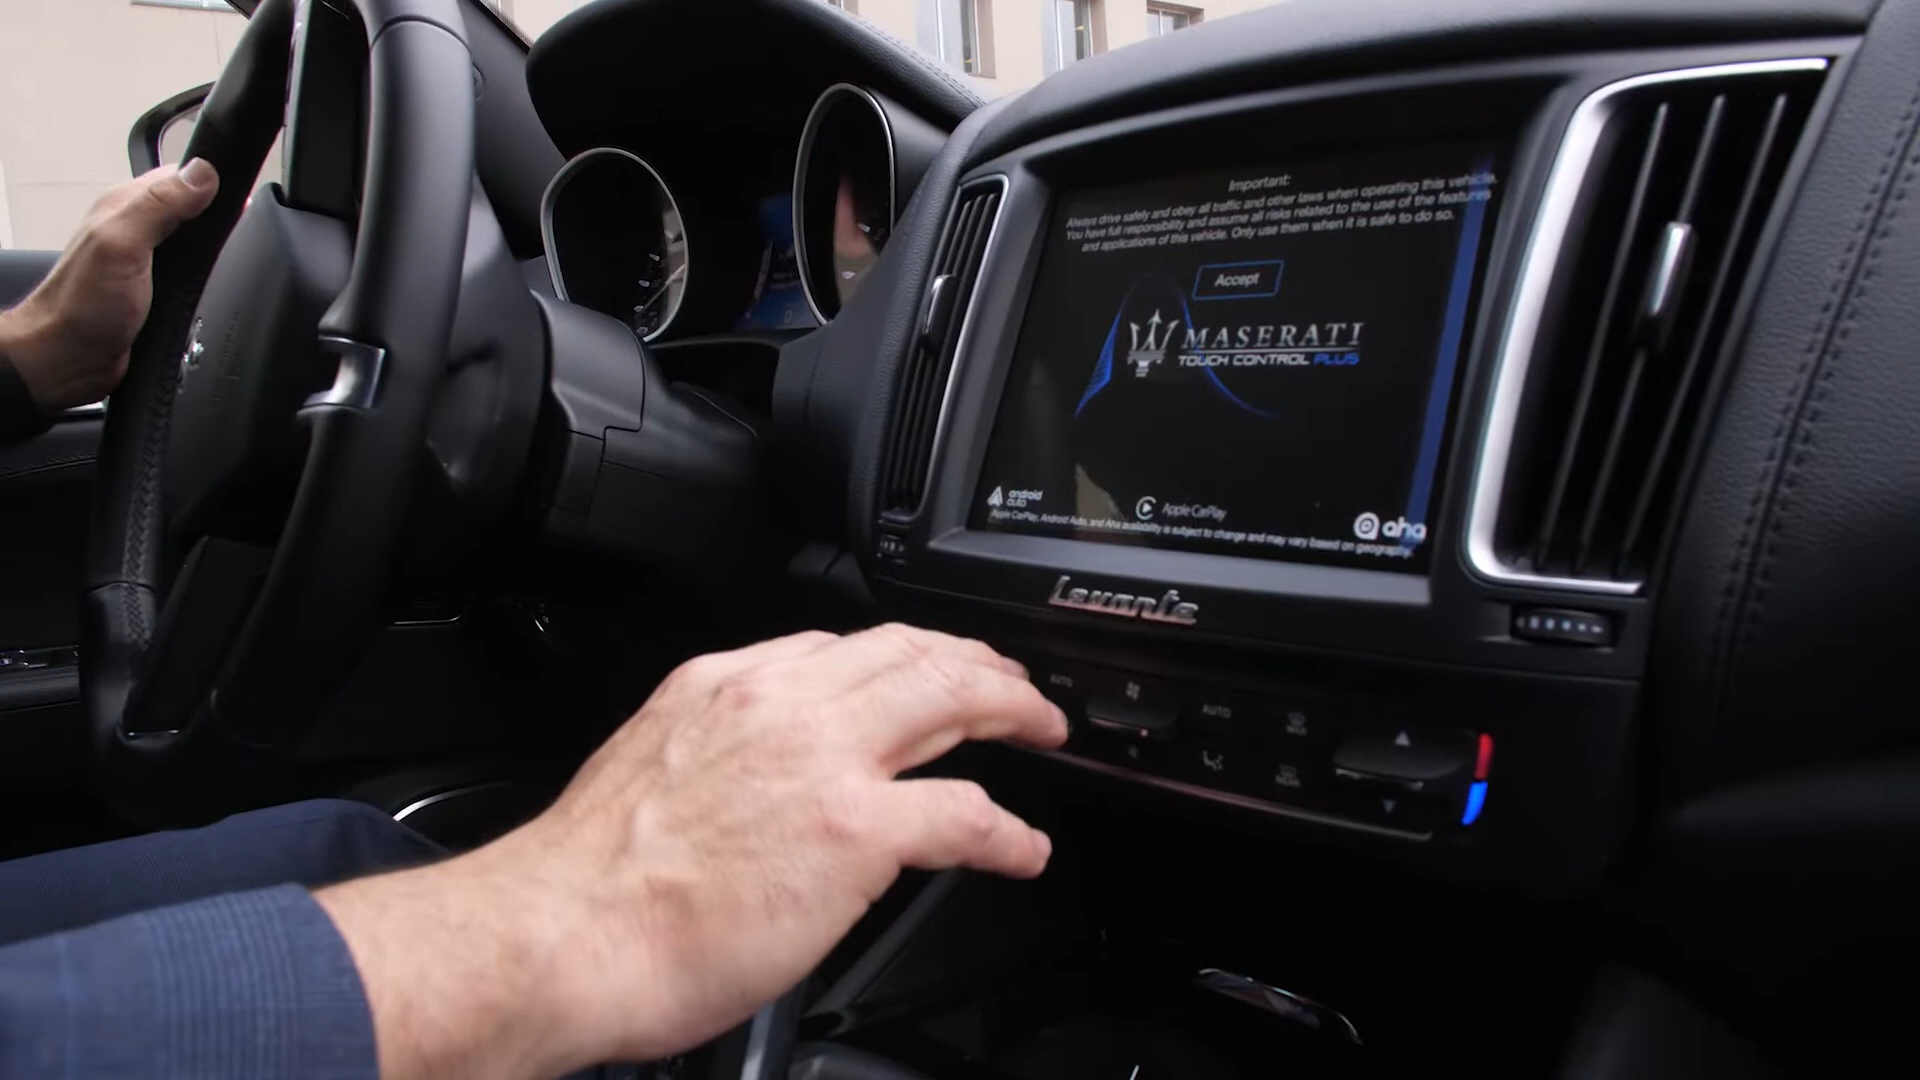 Important:
Always drive safely and obey all traffic and other laws when operating this vehicle.
You have full responsibility and assume all risks related to the use of the features
and applications of this vehicle. Only use them when it is safe to do so.
Accept
MASERATI
TOUCH CONTROL PLUS
android
auto
Apple CarPlay
aha
Apple CarPlay, Android Auto, and Aha availability is subject to change and may vary based on geography.
Levante
AUTO
AUTO
MAX
REAR